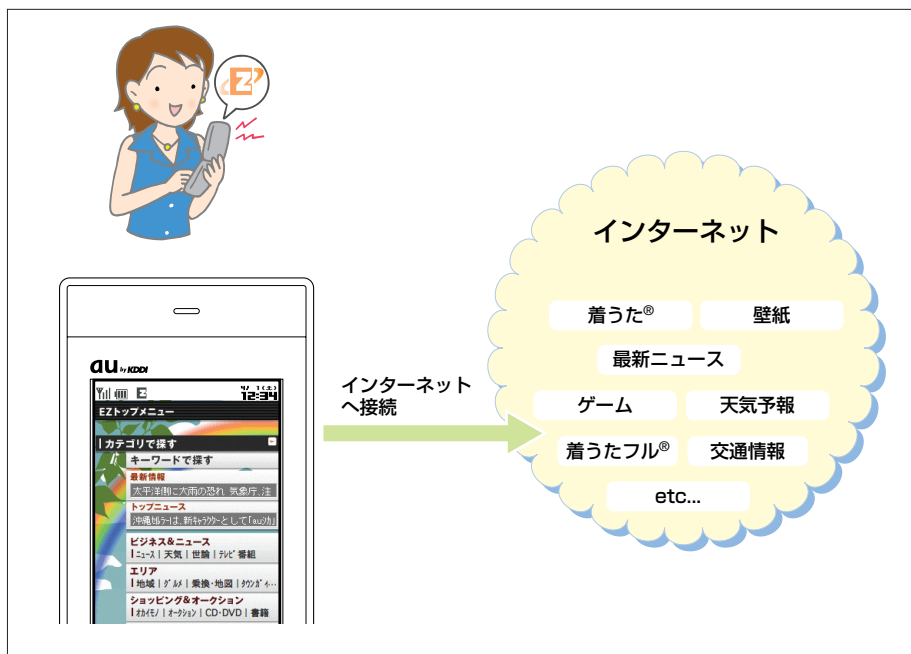 EZ
au by KDDI
EZ
4/ 1(土)
12:34
EZトップメニュー
カテゴリで探す
キーワードで探す
最新情報
太平洋側に大雨の恐れ 気象庁､注
トップニュース
沖縄ｾﾙﾗｰは､新ｷｬﾗｸﾀｰとして｢auｼｶ｣
ビジネス&ニュース
ﾆｭｰｽ | 天気 | 世論 | ﾃﾚﾋﾞ番組
エリア
地域 | ｸﾞﾙﾒ | 乗換･地図 | ﾀｳﾝｶﾞｲ…
ショッピング&オークション
ｵｶｲﾓﾉ | ｵｰｸｼｮﾝ | CD･DVD | 書籍
インターネット
へ接続
インターネット
着うた®
壁紙
最新ニュース
ゲーム
天気予報
着うたフル®
交通情報
etc...